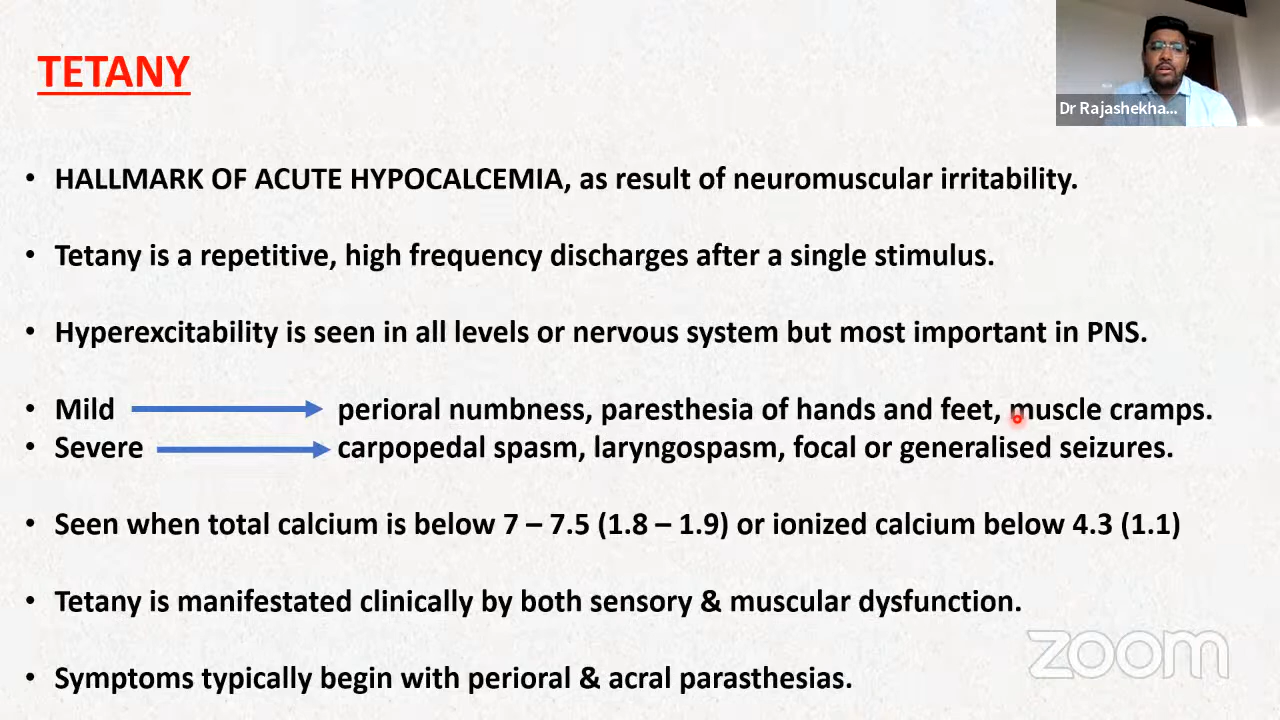 TETANY
Dr Rajashekha...
• HALLMARK OF ACUTE HYPOCALCEMIA, as result of neuromuscular irritability.
• Tetany is a repetitive, high frequency discharges after a single stimulus.
• Hyperexcitability is seen in all levels or nervous system but most important in PNS.
• Mild perioral numbness, paresthesia of hands and feet, muscle cramps.
• Severe carpopedal spasm, laryngospasm, focal or generalised seizures.
• Seen when total calcium is below 7 – 7.5 (1.8 – 1.9) or ionized calcium below 4.3 (1.1)
• Tetany is manifestated clinically by both sensory & muscular dysfunction.
• Symptoms typically begin with perioral & acral parasthesias.
zoom